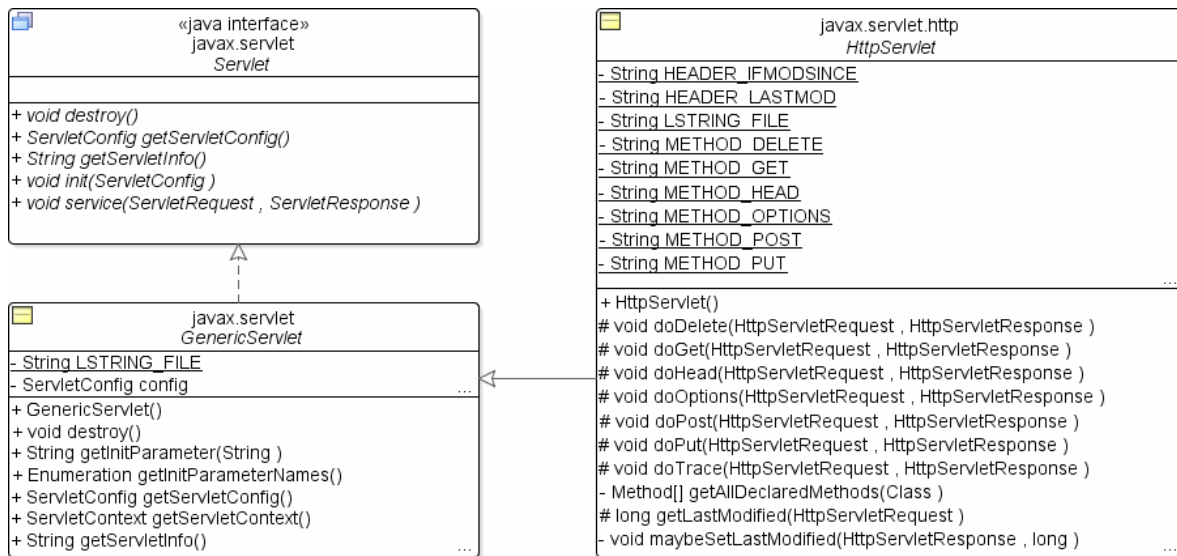 «java interface»
javax.servlet
Servlet
+ void destroy()
+ ServletConfig getServletConfig()
+ String getServletInfo()
+ void init(ServletConfig )
+ void service(ServletRequest , ServletResponse )
javax.servlet
GenericServlet
- String LSTRING_FILE
- ServletConfig config
...
+ GenericServlet()
+ void destroy()
+ String getInitParameter(String )
+ Enumeration getInitParameterNames()
+ ServletConfig getServletConfig()
+ ServletContext getServletContext()
+ String getServletInfo()
...
javax.servlet.http
HttpServlet
- String HEADER_IFMODSINCE
- String HEADER_LASTMOD
- String LSTRING_FILE
- String METHOD_DELETE
- String METHOD_GET
- String METHOD_HEAD
- String METHOD_OPTIONS
- String METHOD_POST
- String METHOD_PUT
...
+ HttpServlet()
# void doDelete(HttpServletRequest , HttpServletResponse )
# void doGet(HttpServletRequest , HttpServletResponse )
# void doHead(HttpServletRequest , HttpServletResponse )
# void doOptions(HttpServletRequest , HttpServletResponse )
# void doPost(HttpServletRequest , HttpServletResponse )
# void doPut(HttpServletRequest , HttpServletResponse )
# void doTrace(HttpServletRequest , HttpServletResponse )
- Method[] getAllDeclaredMethods(Class )
# long getLastModified(HttpServletRequest )
- void maybeSetLastModified(HttpServletResponse , long )
...